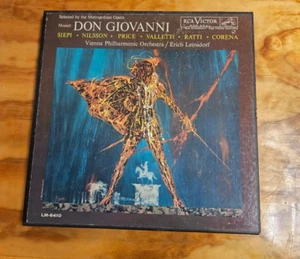 Selected by the Metropolitan Opera
Mozart: DON GIOVANNI
RCA VICTOR
SIEPI • NILSSON • PRICE • VALLETTI • RATTI • CORENA
Vienna Philharmonic Orchestra / Erich Leinsdorf
LM-6410